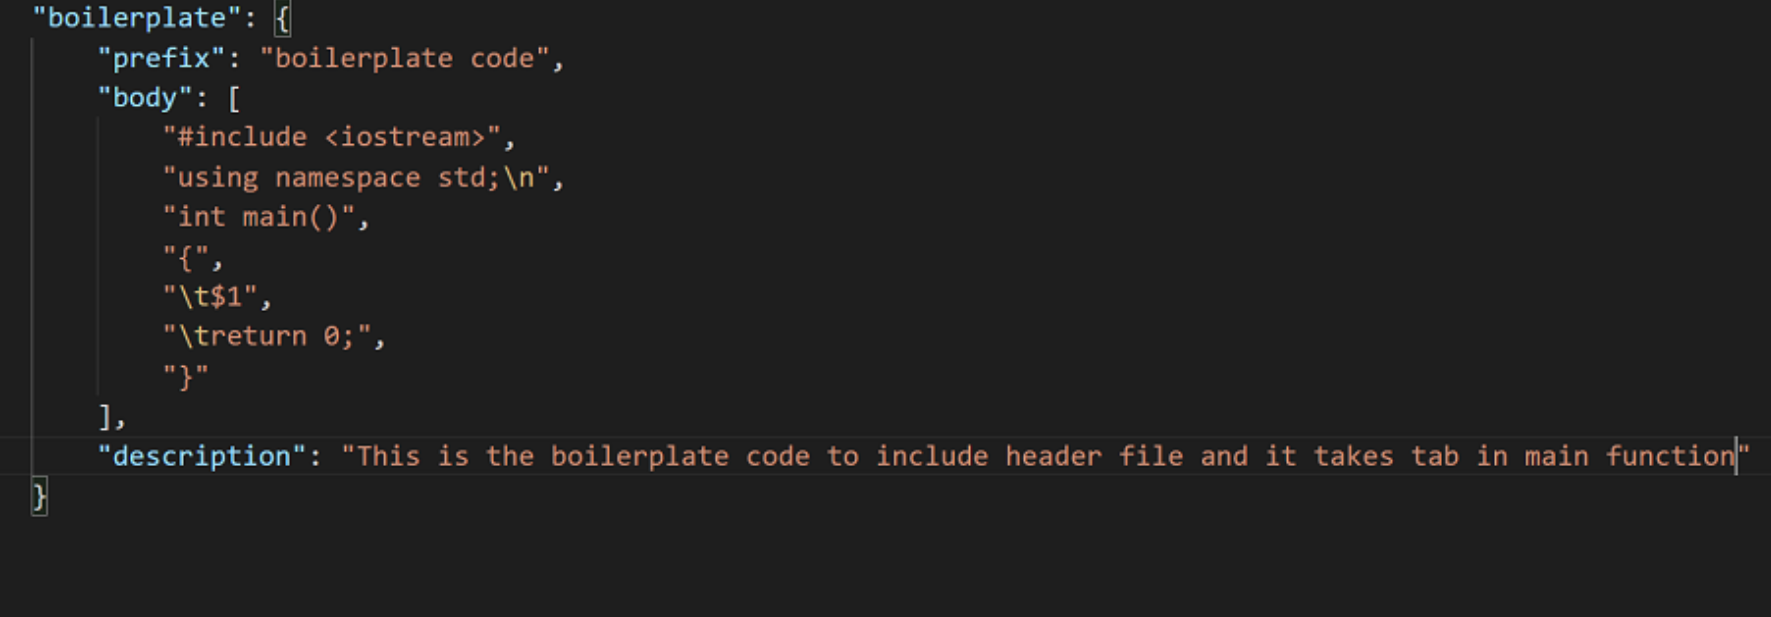 "boilerplate": {
"prefix": "boilerplate code",
"body": [
"#include <iostream>",
"using namespace std;\n",
"int main()",
"{",
"\t$1",
"\treturn 0;",
"}"
],
"description": "This is the boilerplate code to include header file and it takes tab in main function"
}